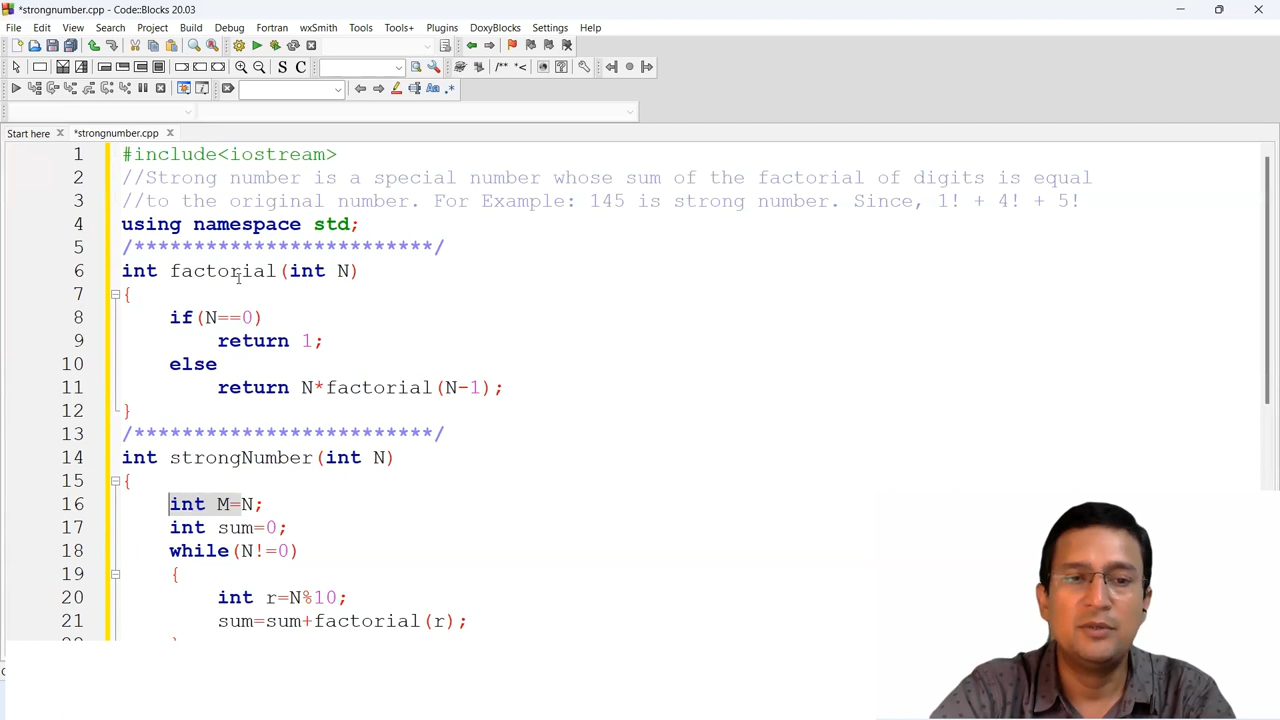 *strongnumber.cpp - Code::Blocks 20.03
File Edit View Search Project Build Debug Fortran wxSmith Tools Tools+ Plugins DoxyBlocks Settings Help
S C /** *<
Aa .*
Start here *strongnumber.cpp
1 #include<iostream>
2 //Strong number is a special number whose sum of the factorial of digits is equal
3 //to the original number. For Example: 145 is strong number. Since, 1! + 4! + 5!
4 using namespace std;
5 /*************************/
6 int factorial(int N)
7 {
8 if(N==0)
9 return 1;
10 else
11 return N*factorial(N-1);
12 }
13 /*************************/
14 int strongNumber(int N)
15 {
16 int M=N;
17 int sum=0;
18 while(N!=0)
19 {
20 int r=N%10;
21 sum=sum+factorial(r);